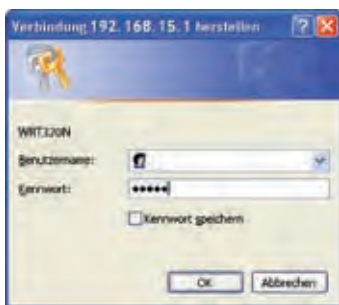 Verbindung 192.168.15.1 herstellen
WRT320N
Benutzername:
Kennwort: •••••
Kennwort speichern
OK Abbrechen